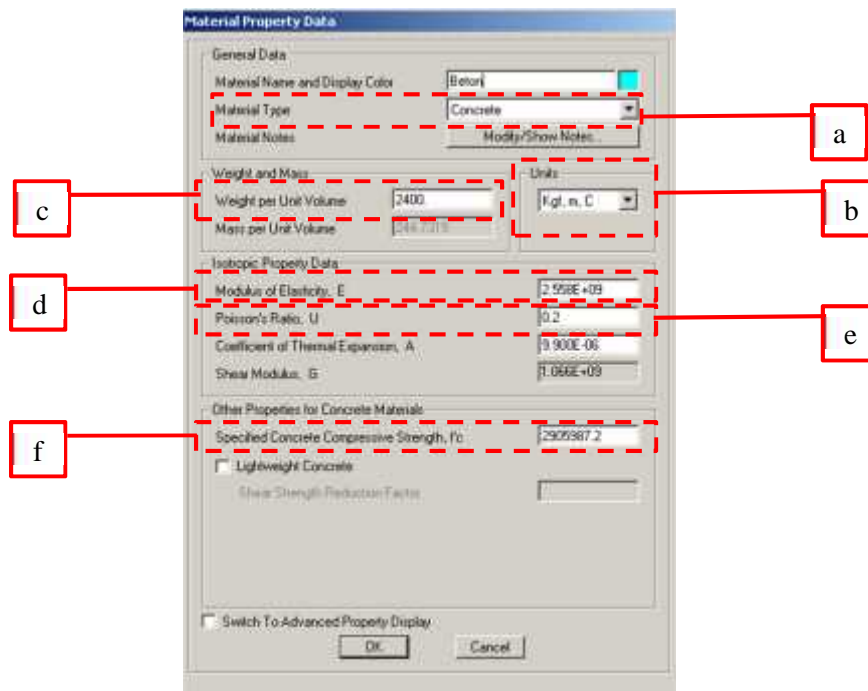 Material Property Data
General Data
Material Name and Display Color Beton
Material Type Concrete
Material Notes Modify/Show Notes...
a
Weight and Mass
Units
c
Weight per Unit Volume 2400.
Kgf, m, C
b
Mass per Unit Volume
Isotropic Property Data
d
Modulus of Elasticity, E 2.558E+09
Poisson's Ratio, U 0.2
e
Coefficient of Thermal Expansion, A 9.900E-06
Shear Modulus, G 1.066E+09
Other Properties for Concrete Materials
f
Specified Concrete Compressive Strength, f'c 2905987.2
Lightweight Concrete
Shear Strength Reduction Factor
Switch To Advanced Property Display
OK Cancel